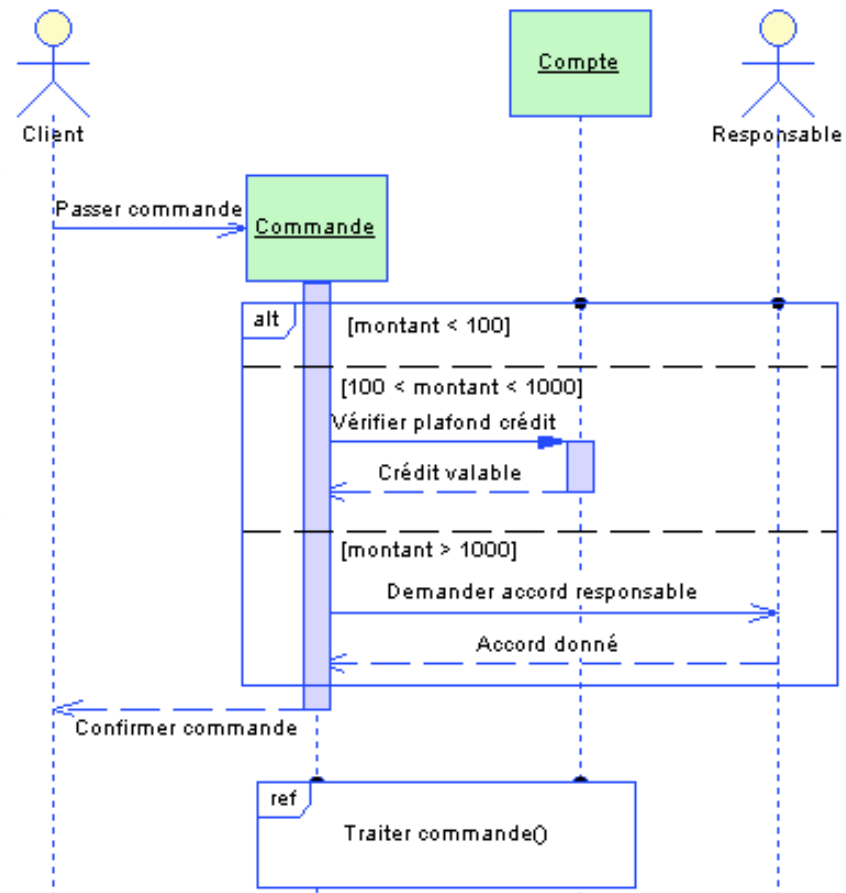 Compte
Client
Responsable
Passer commande
Commande
alt
[montant < 100]
[100 < montant < 1000]
Vérifier plafond crédit
Crédit valable
[montant > 1000]
Demander accord responsable
Accord donné
Confirmer commande
ref
Traiter commande()